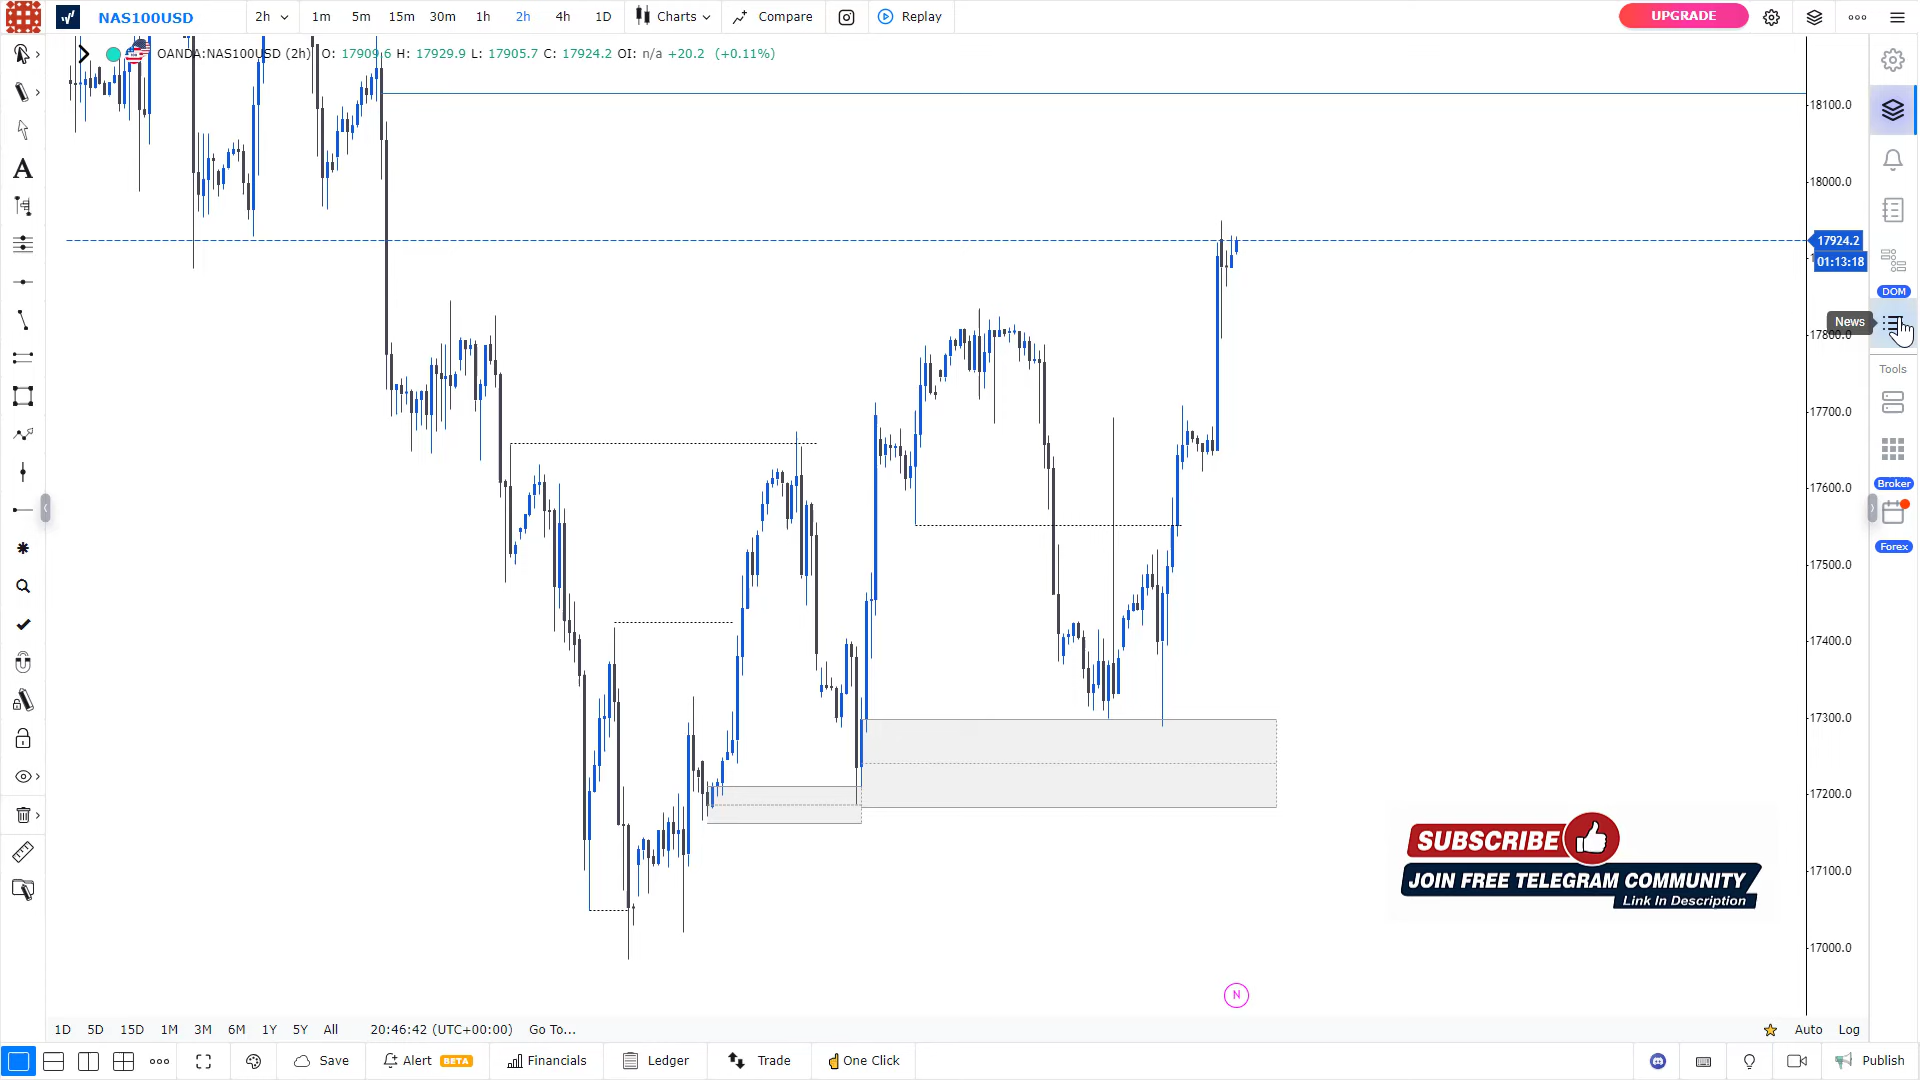 NAS100USD 2h 1m 5m 15m 30m 1h 2h 4h 1D Charts Compare Replay UPGRADE
OANDA:NAS100USD (2h) O: 17909.6 H: 17929.9 L: 17905.7 C: 17924.2 OI: n/a +20.2 (+0.11%)
18100.0
18000.0
17924.2
01:13:18
DOM
News
17800.0
Tools
17700.0
17600.0
Broker
Forex
17500.0
17400.0
17300.0
17200.0
SUBSCRIBE
17100.0
JOIN FREE TELEGRAM COMMUNITY
Link In Description
17000.0
N
1D 5D 15D 1M 3M 6M 1Y 5Y All 20:46:42 (UTC+00:00) Go To... Auto Log
Save Alert BETA Financials Ledger Trade One Click Publish